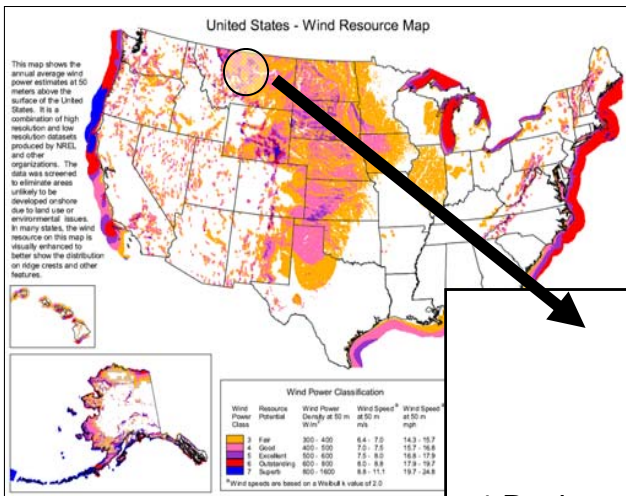 United States - Wind Resource Map
This map shows the
annual average wind
power estimates at 50
meters above the
surface of the United
States. It is a
combination of high
resolution and low
resolution datasets
produced by NREL
and other
organizations. The
data was screened
to eliminate areas
unlikely to be
developed onshore
due to land use or
environmental issues.
In many states, the wind
resource on this map is
visually enhanced to
better show the distribution
on ridge crests and other
features.
Wind Power Classification
Wind Power Class Resource Potential Wind Power Density at 50 m W/m² Wind Speed a at 50 m m/s Wind Speed a at 50 m mph
3 Fair 300 - 400 6.4 - 7.0 14.3 - 15.7
4 Good 400 - 500 7.0 - 7.5 15.7 - 16.8
5 Excellent 500 - 600 7.5 - 8.0 16.8 - 17.9
6 Outstanding 600 - 800 8.0 - 8.8 17.9 - 19.7
7 Superb 800 - 1600 8.8 - 11.1 19.7 - 24.8
a Wind speeds are based on a Weibull k value of 2.0